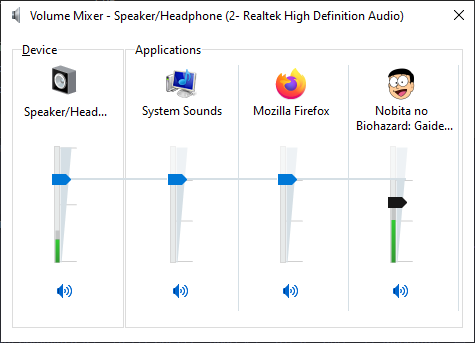 Volume Mixer - Speaker/Headphone (2- Realtek High Definition Audio)
Device
Applications
Speaker/Head...
System Sounds
Mozilla Firefox
Nobita no
Biohazard: Gaide...